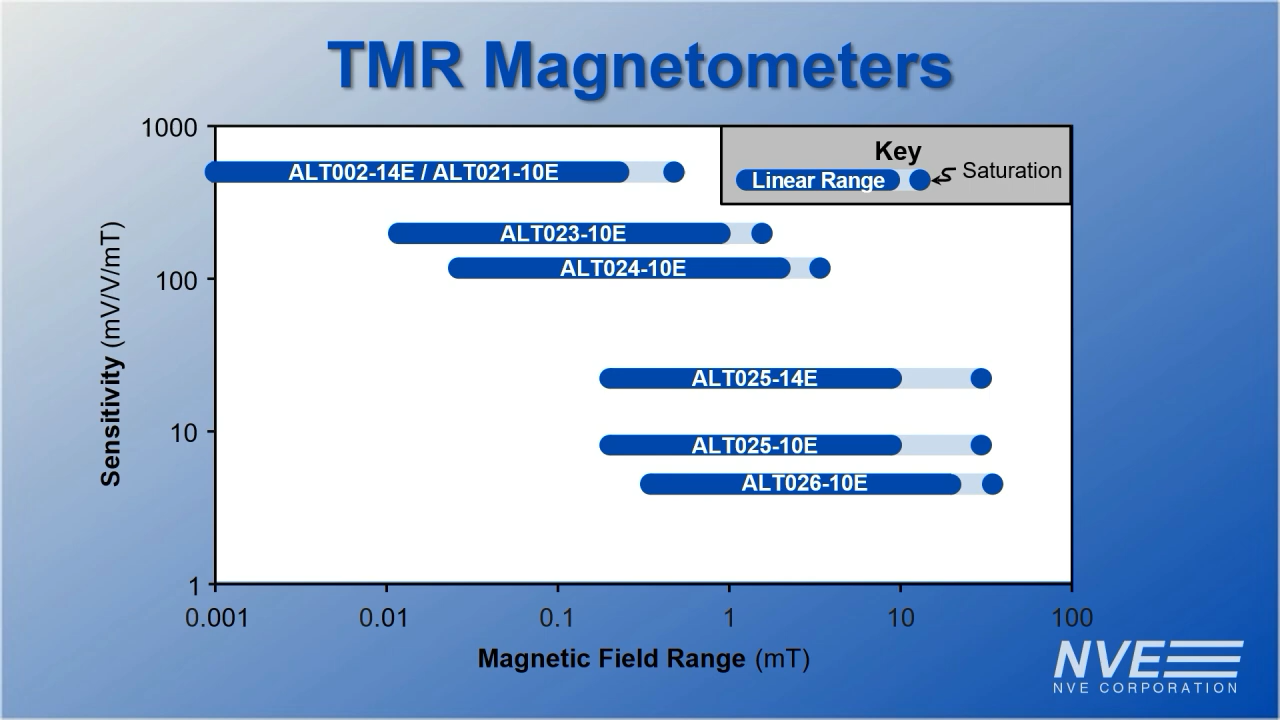 TMR Magnetometers
1000
Key
Saturation
Linear Range
ALT002-14E / ALT021-10E
ALT023-10E
ALT024-10E
100
ALT025-14E
10
ALT025-10E
ALT026-10E
1
Sensitivity (mV/V/mT)
0.001
0.01
0.1
1
10
100
Magnetic Field Range (mT)
NVE
NVE CORPORATION